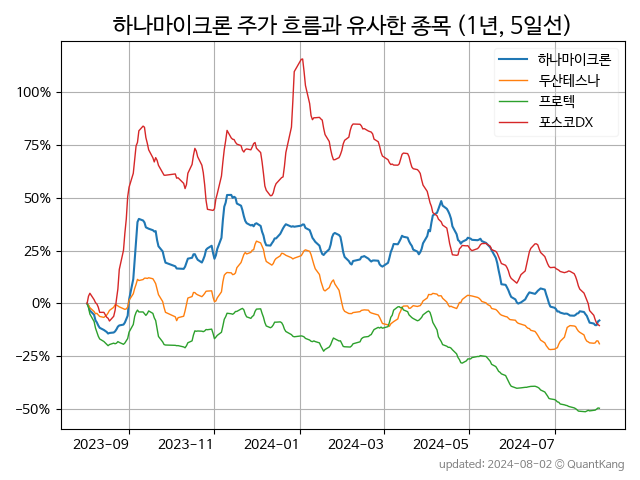 하나마이크론 주가 흐름과 유사한 종목 (1년, 5일선)
하나마이크론
두산테스나
프로텍
포스코DX
100%
75%
50%
25%
0%
−25%
−50%
2023-09
2023-11
2024-01
2024-03
2024-05
2024-07
updated: 2024-08-02 © QuantKang